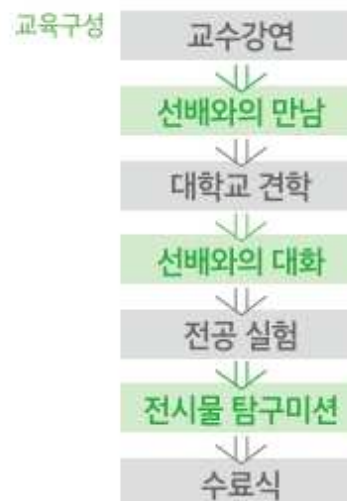 교육구성
교수강연
선배와의 만남
대학교 견학
선배와의 대화
전공 실험
전시물 탐구미션
수료식